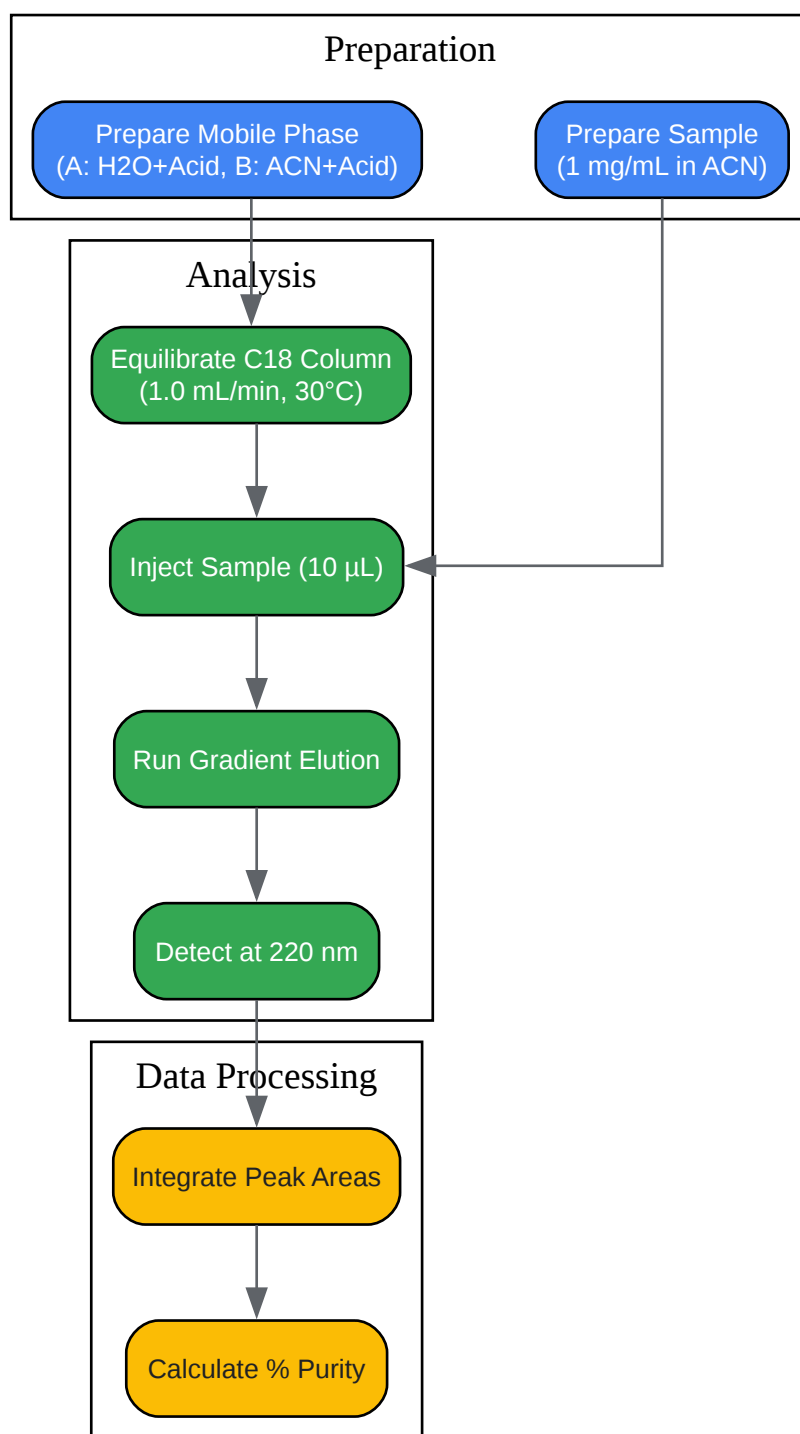 Preparation
Prepare Mobile Phase
(A: H2O+Acid, B: ACN+Acid)
Prepare Sample
(1 mg/mL in ACN)
Analysis
Equilibrate C18 Column
(1.0 mL/min, 30°C)
Inject Sample (10 µL)
Run Gradient Elution
Detect at 220 nm
Data Processing
Integrate Peak Areas
Calculate % Purity